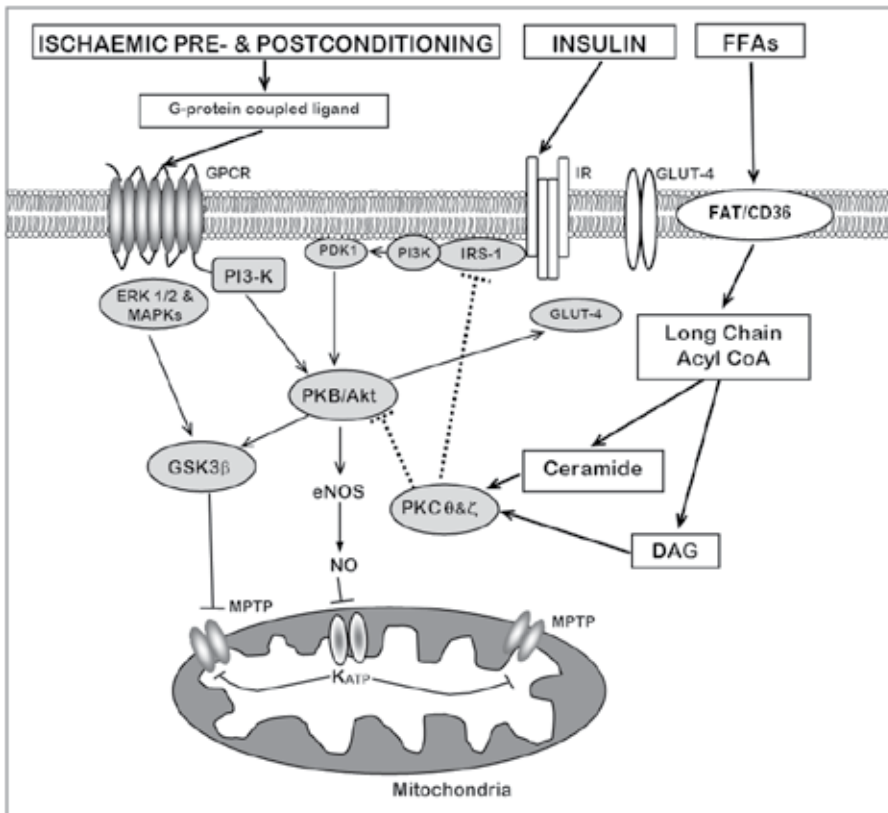 ISCHAEMIC PRE- & POSTCONDITIONING
INSULIN
FFAs
G-protein coupled ligand
GPCR
IR
GLUT-4
FAT/CD36
PDK1
PI3K
IRS-1
PI3-K
ERK 1/2 &
MAPKs
GLUT-4
Long Chain
Acyl CoA
PKB/Akt
GSK3β
Ceramide
eNOS
PKC θ&ζ
DAG
NO
MPTP
MPTP
KATP
Mitochondria